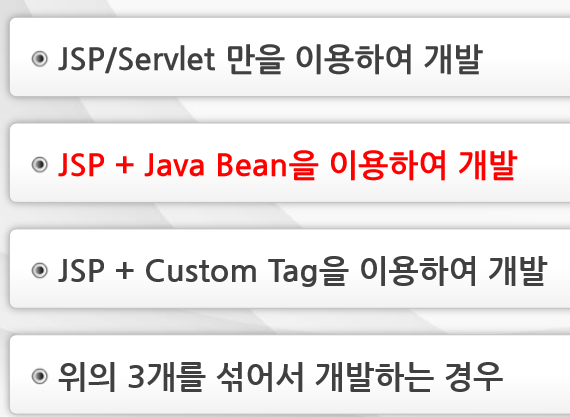 JSP/Servlet 만을 이용하여 개발
JSP + Java Bean을 이용하여 개발
JSP + Custom Tag을 이용하여 개발
위의 3개를 섞어서 개발하는 경우